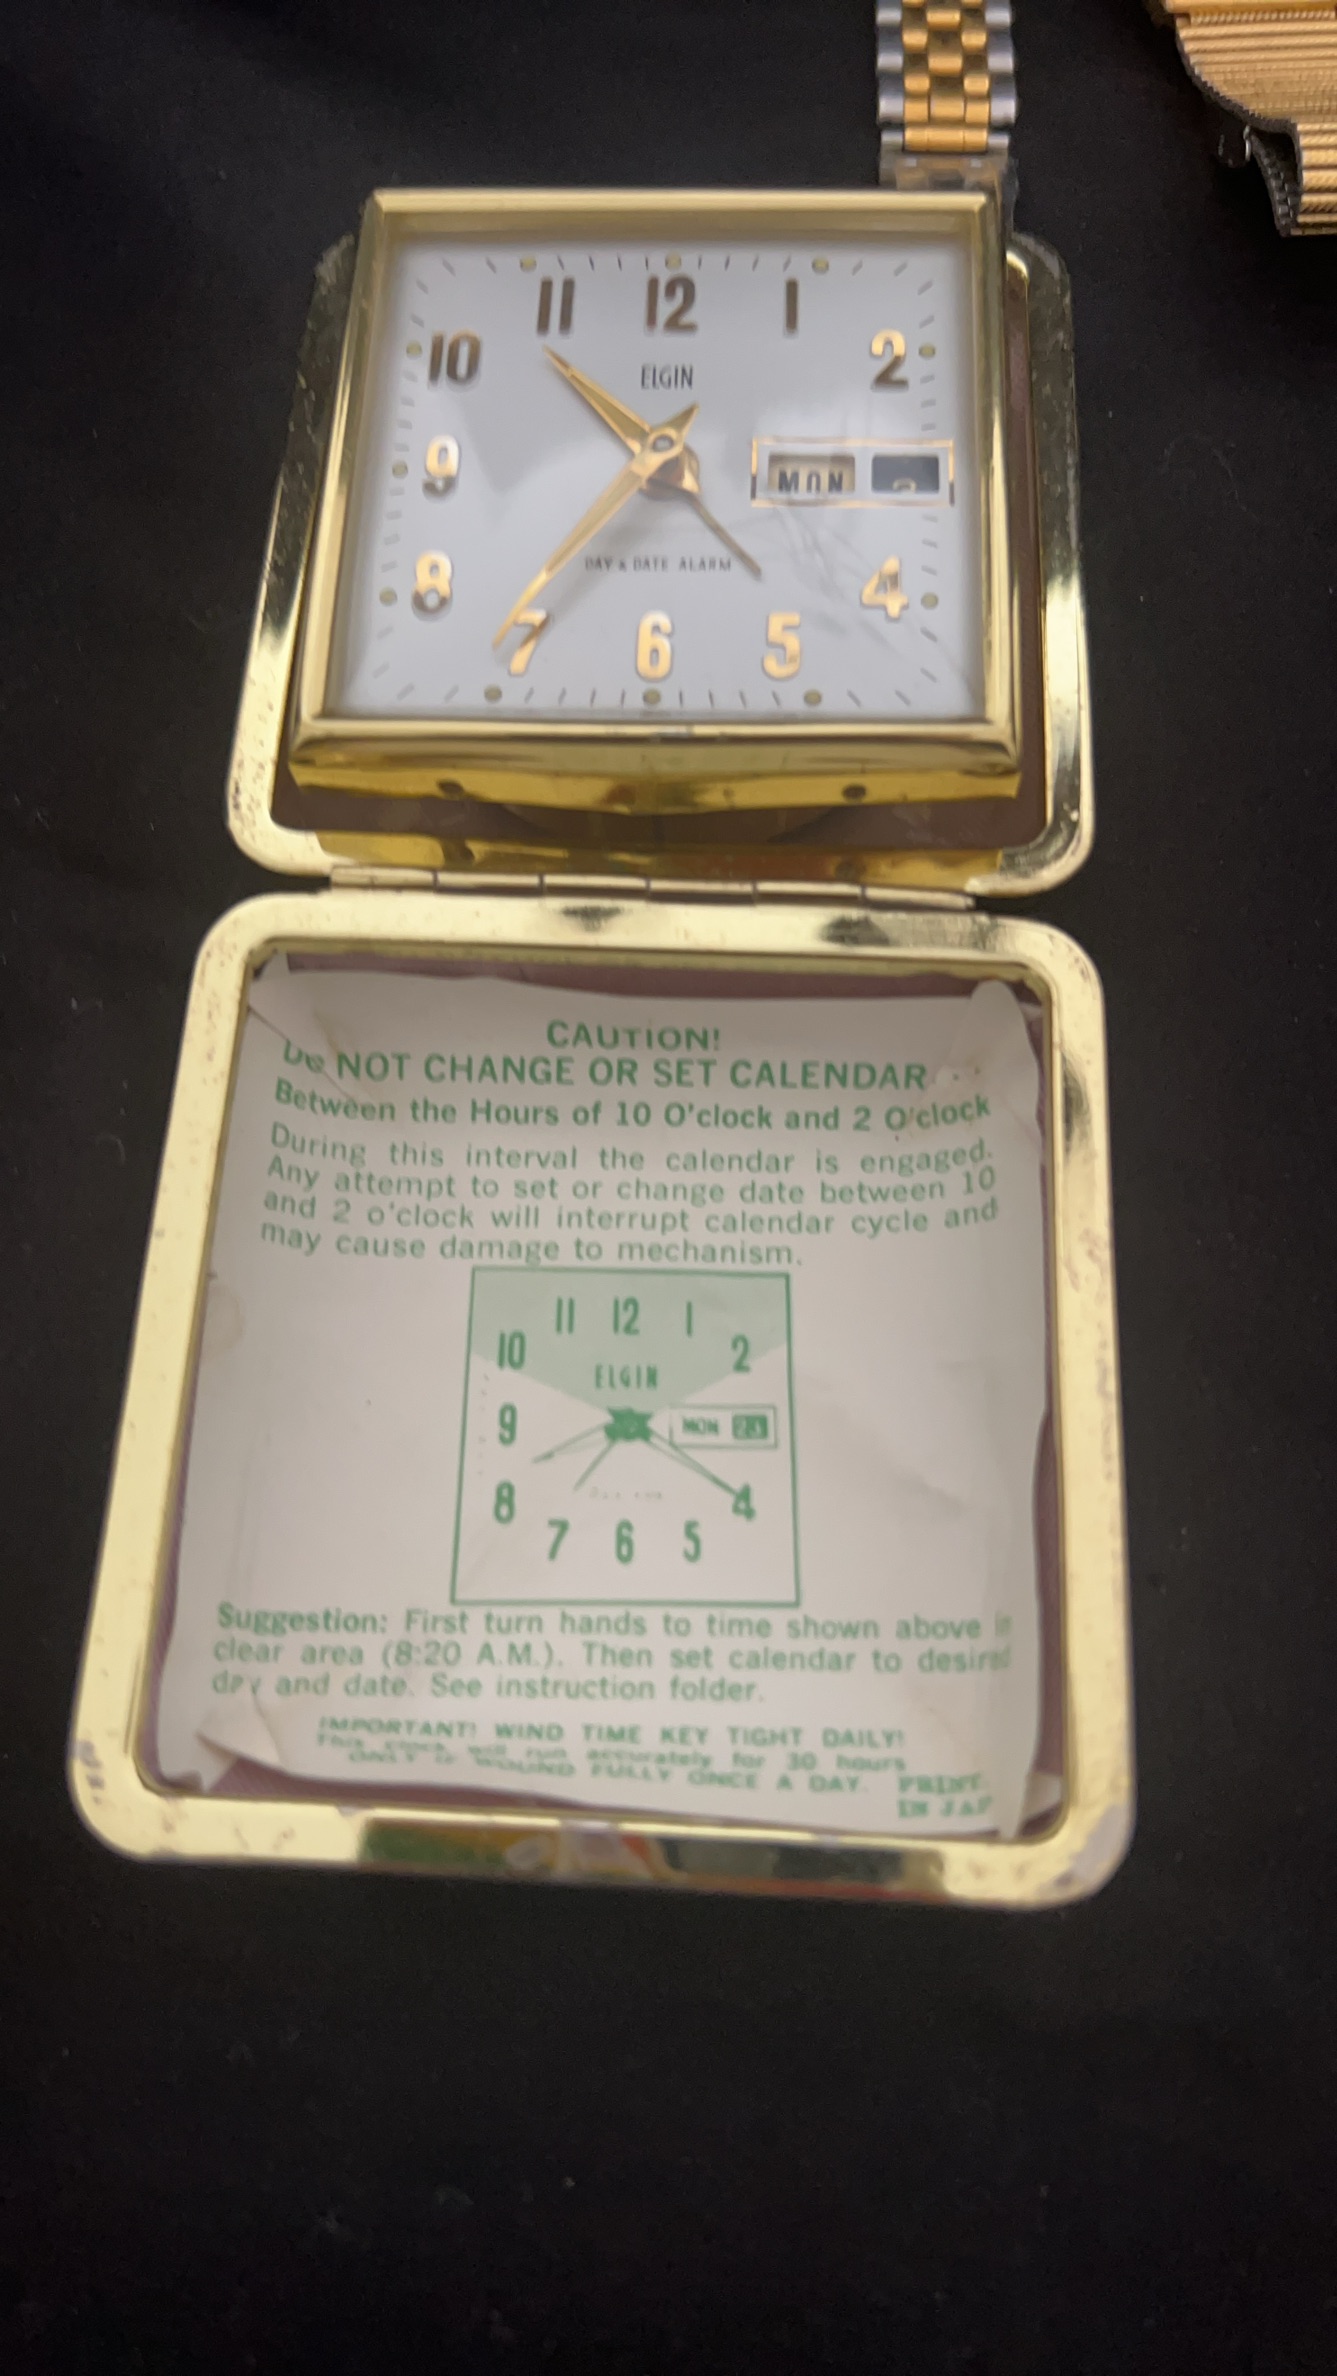 11 12 1
10 2
ELGIN
9 MON
8 4
DAY & DATE ALARM
7 6 5
CAUTION!
Do NOT CHANGE OR SET CALENDAR
Between the Hours of 10 O'clock and 2 O'clock
During this interval the calendar is engaged.
Any attempt to set or change date between 10
and 2 o'clock will interrupt calendar cycle and
may cause damage to mechanism.
11 12 1
10 2
ELGIN
9 MON
8 4
7 6 5
Suggestion: First turn hands to time shown above in
clear area (8:20 A.M.). Then set calendar to desired
day and date. See instruction folder.
IMPORTANT! WIND TIME KEY TIGHT DAILY!
This clock will run accurately for 30 hours
ONLY IF WOUND FULLY ONCE A DAY. PRINT.
IN JAP